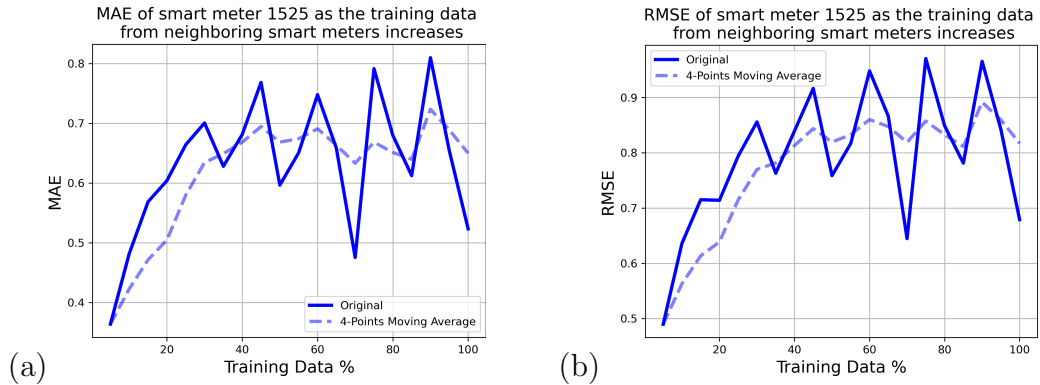 MAE of smart meter 1525 as the training data
from neighboring smart meters increases
0.8
0.7
0.6
0.5
0.4
MAE
Original
4-Points Moving Average
20
40
60
80
100
Training Data %
(a)
RMSE of smart meter 1525 as the training data
from neighboring smart meters increases
Original
4-Points Moving Average
0.9
0.8
0.7
0.6
0.5
RMSE
20
40
60
80
100
Training Data %
(b)